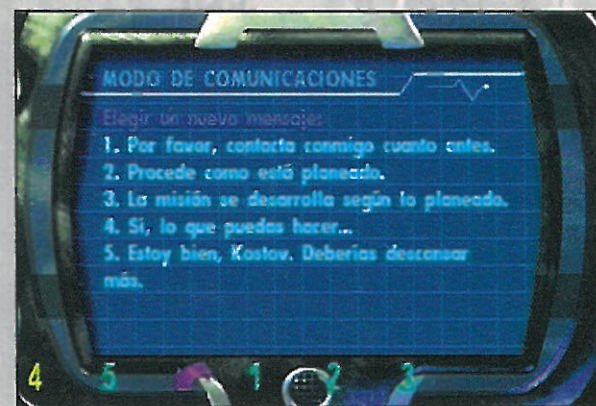 MODO DE COMUNICACIONES
Elegir un nuevo mensaje:
1. Por favor, contacta conmigo cuanto antes.
2. Procede como está planeado.
3. La misión se desarrolla según lo planeado.
4. Sí, lo que puedas hacer...
5. Estoy bien, Kostov. Deberías descansar
más.
4 5 1 2 3